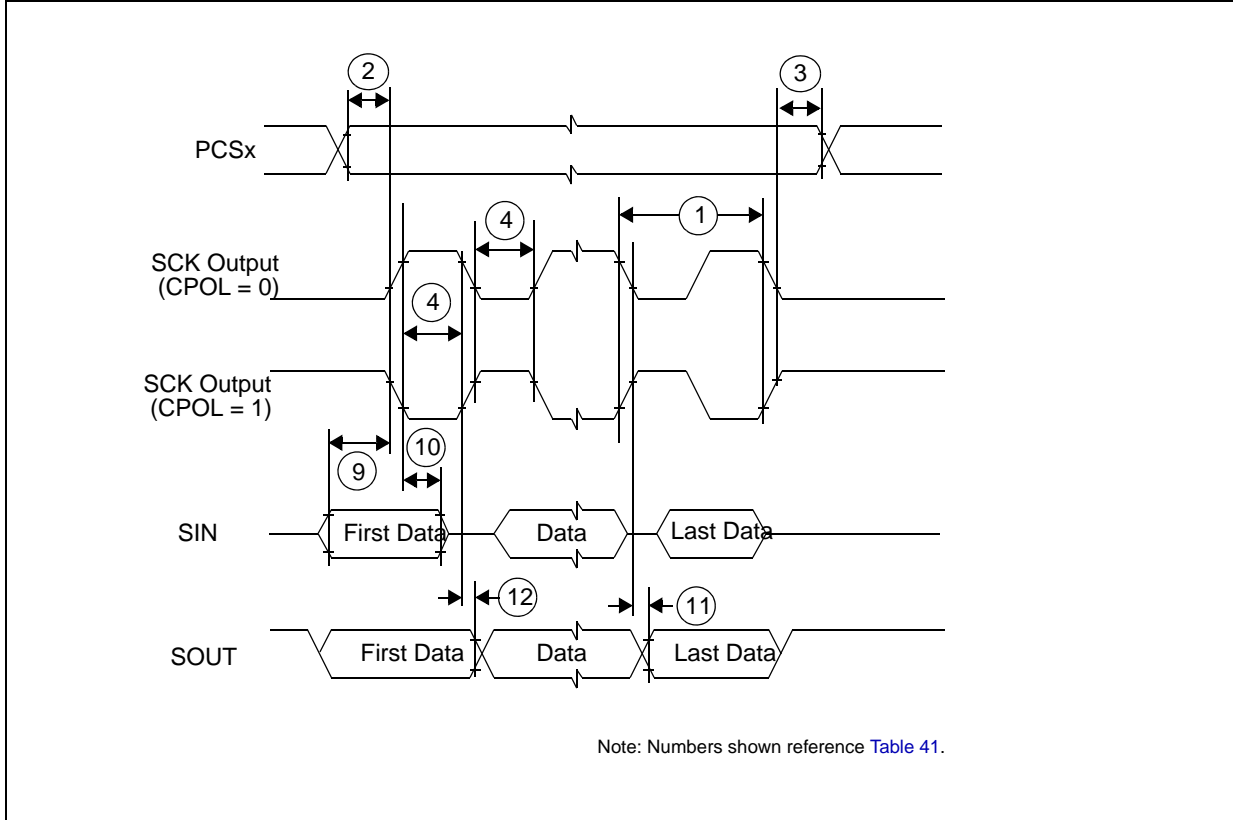 2
3
PCSx
1
4
SCK Output
(CPOL = 0)
4
SCK Output
(CPOL = 1)
10
9
SIN
First Data
Data
Last Data
12
11
SOUT
First Data
Data
Last Data
Note: Numbers shown reference Table 41.